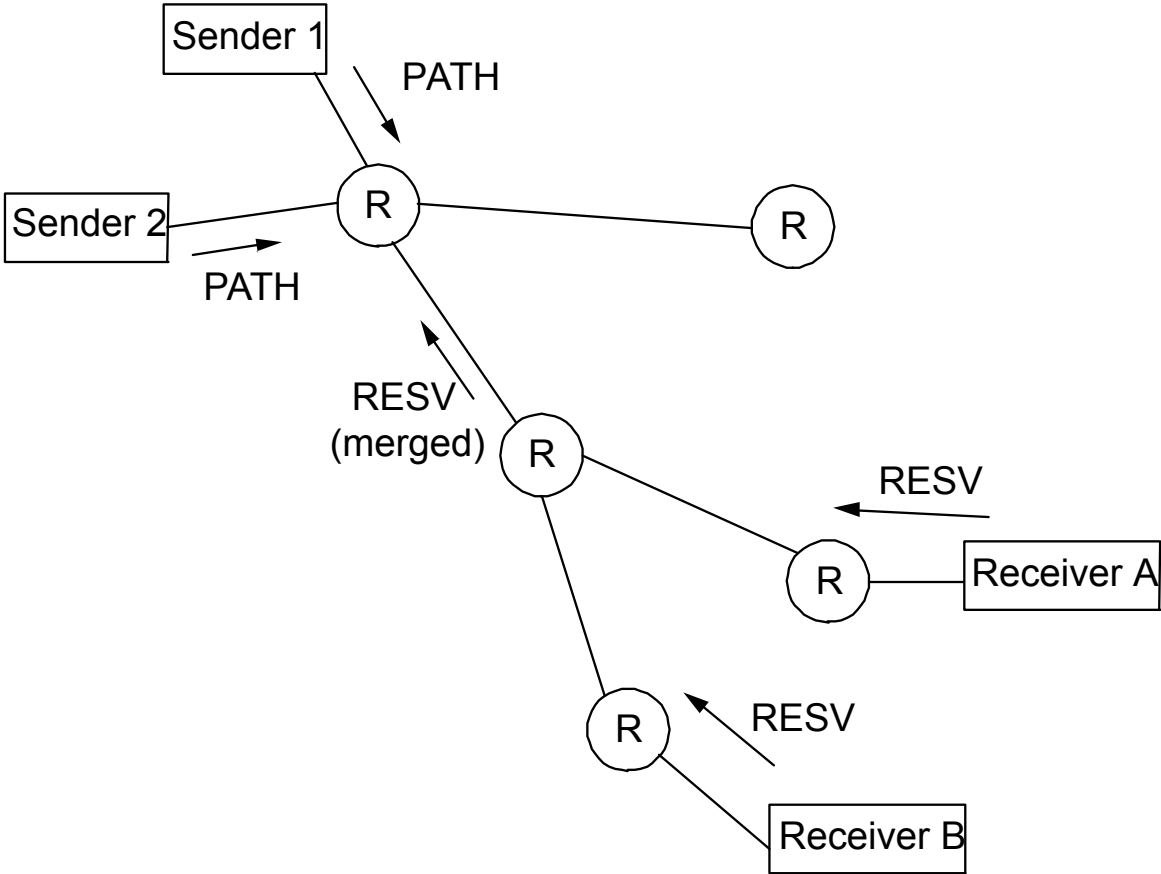 Sender 1
PATH
Sender 2
R
R
PATH
RESV
(merged)
R
RESV
R
Receiver A
R
RESV
Receiver B